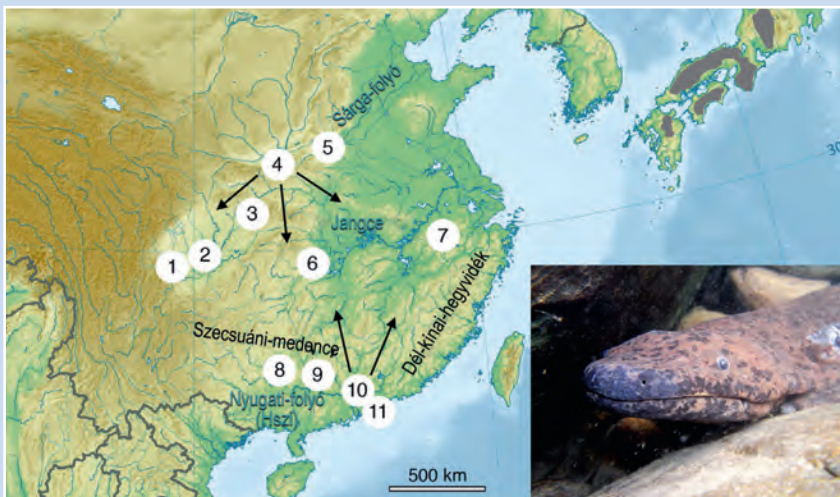 Sárga-folyó
5
4
3
Jangce
7
30
2
1
6
Dél-kínai-hegyvidék
Szecsuáni-medence
8
9
10
11
Nyugati-folyó
(Hszi)
500 km